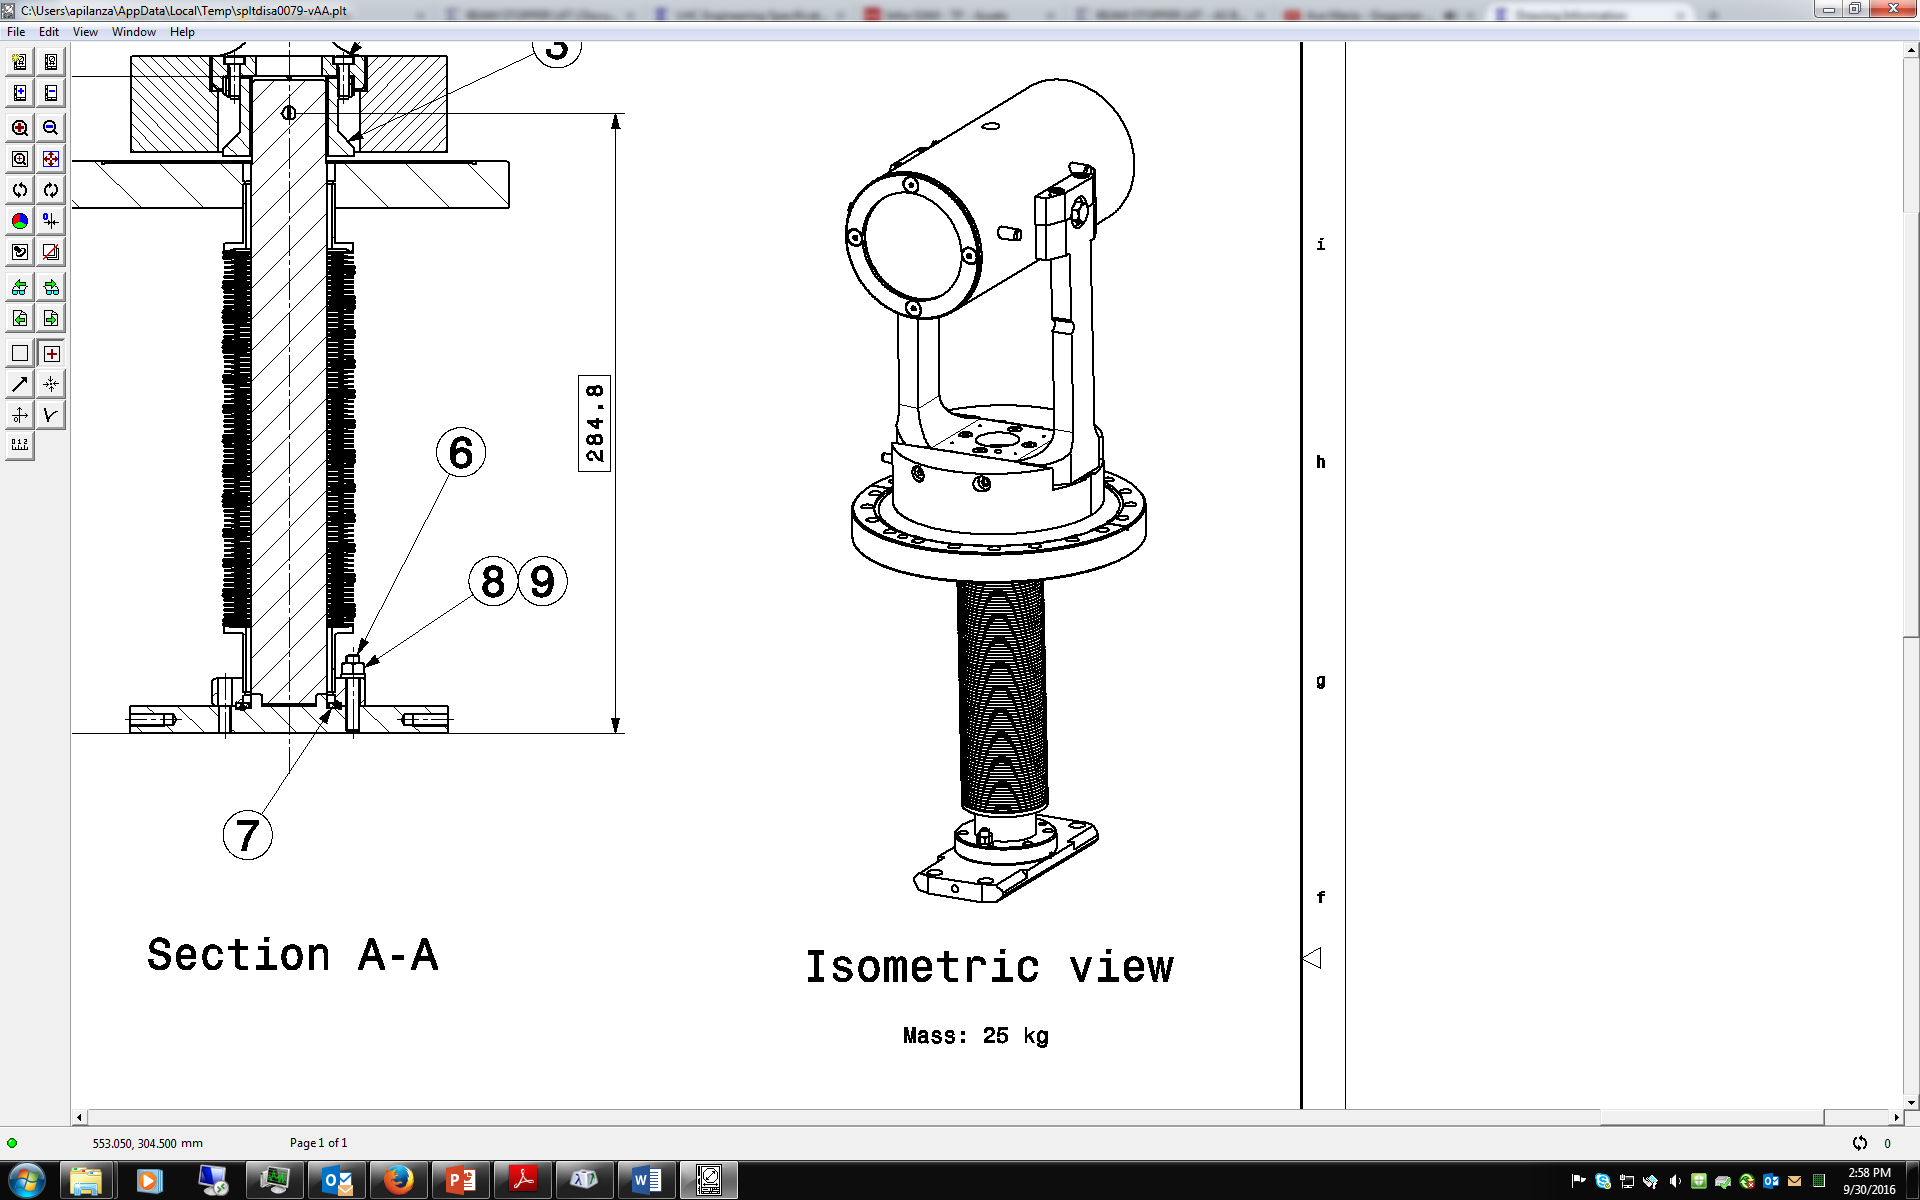 C:\Users\apilanza\AppData\Local\Temp\spltdisa0079-vAA.plt
File Edit View Window Help
3
284.8
6
8 9
7
i
h
g
f
Section A-A
Isometric view
Mass: 25 kg
553.050, 304.500 mm
Page 1 of 1
0
2:58 PM
9/30/2016